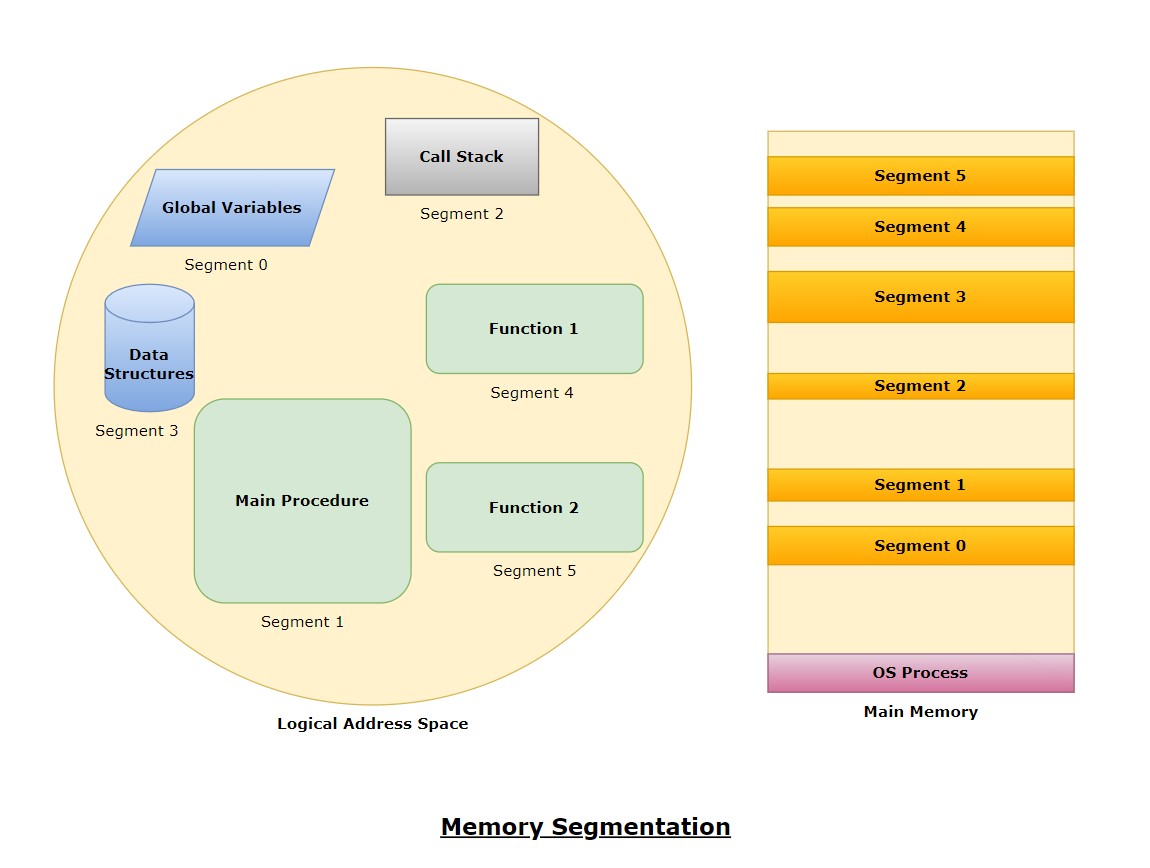 Call Stack
Segment 2
Global Variables
Segment 0
Data
Structures
Segment 3
Function 1
Segment 4
Main Procedure
Segment 1
Function 2
Segment 5
Logical Address Space
Segment 5
Segment 4
Segment 3
Segment 2
Segment 1
Segment 0
OS Process
Main Memory
Memory Segmentation